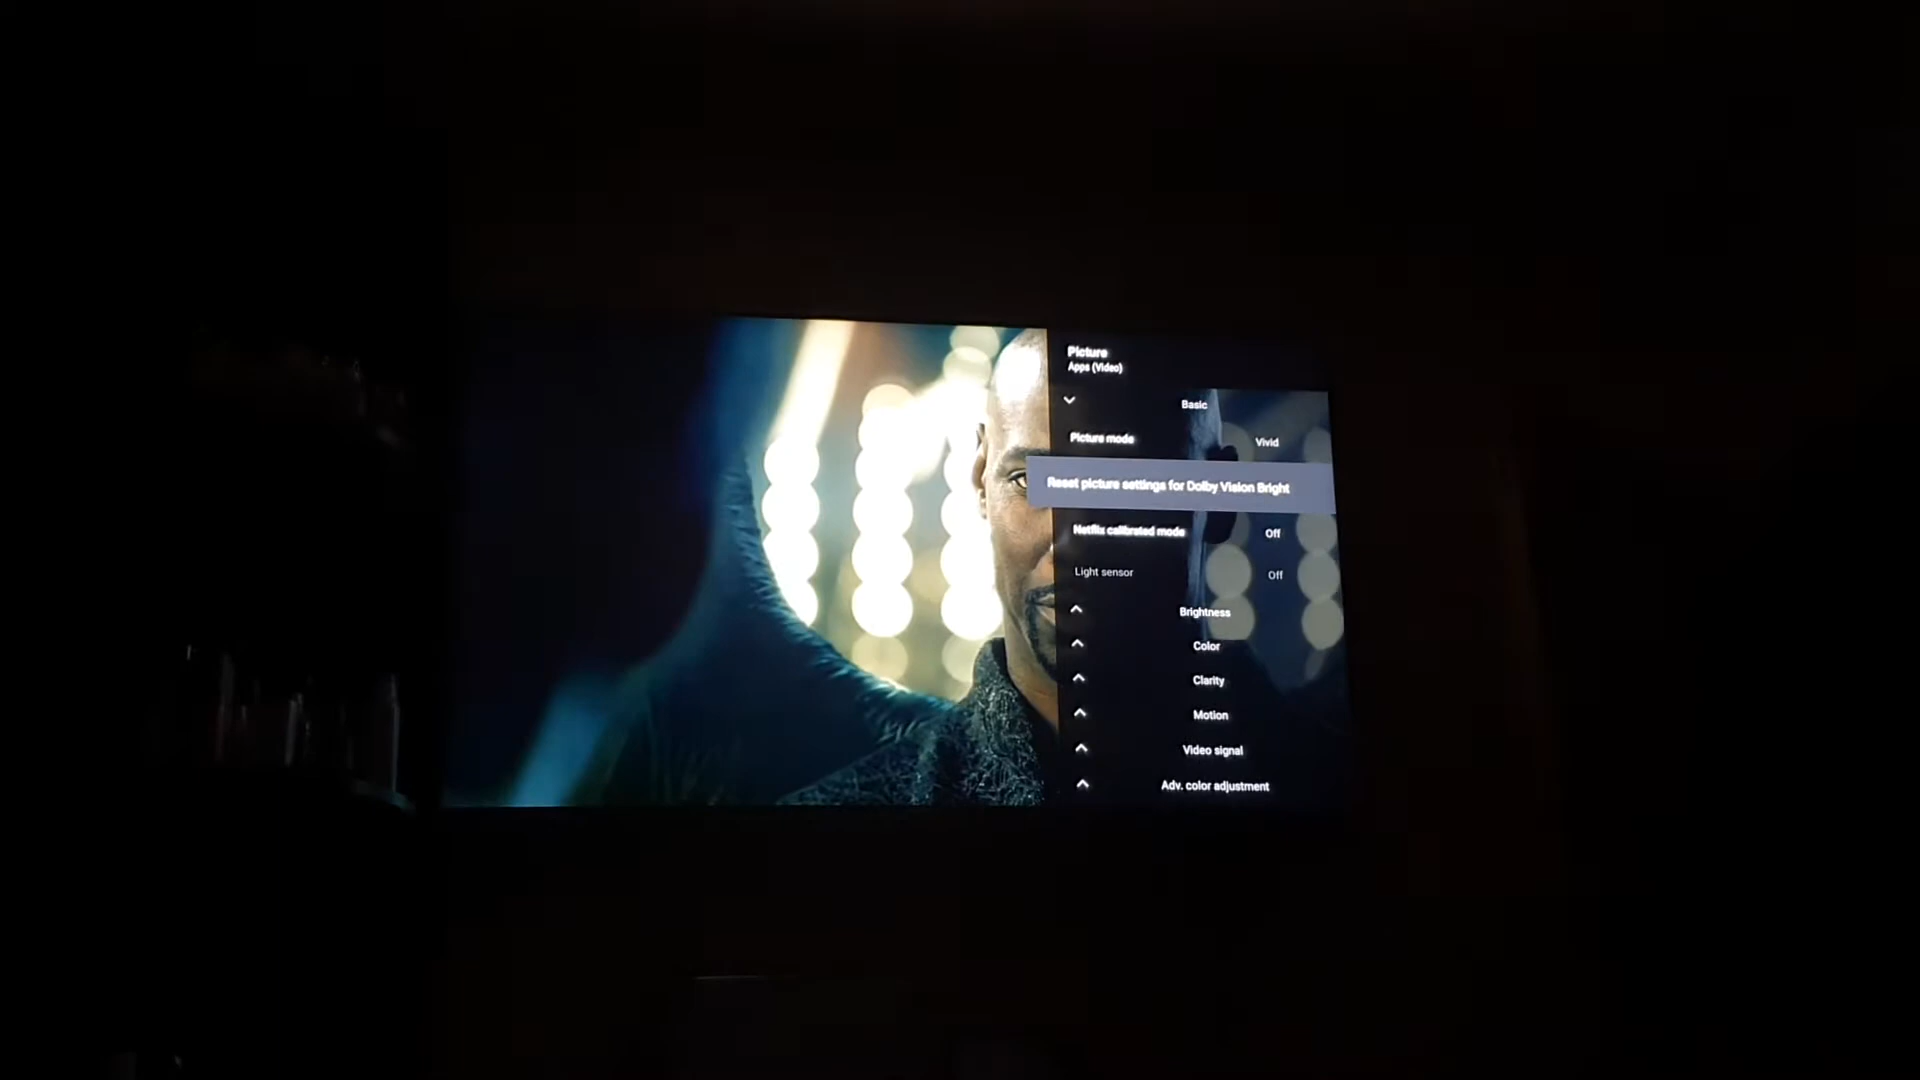 Picture
Apps (Video)
Basic
Picture mode Vivid
Reset picture settings for Dolby Vision Bright
Netflix calibrated mode Off
Light sensor Off
Brightness
Color
Clarity
Motion
Video signal
Adv. color adjustment